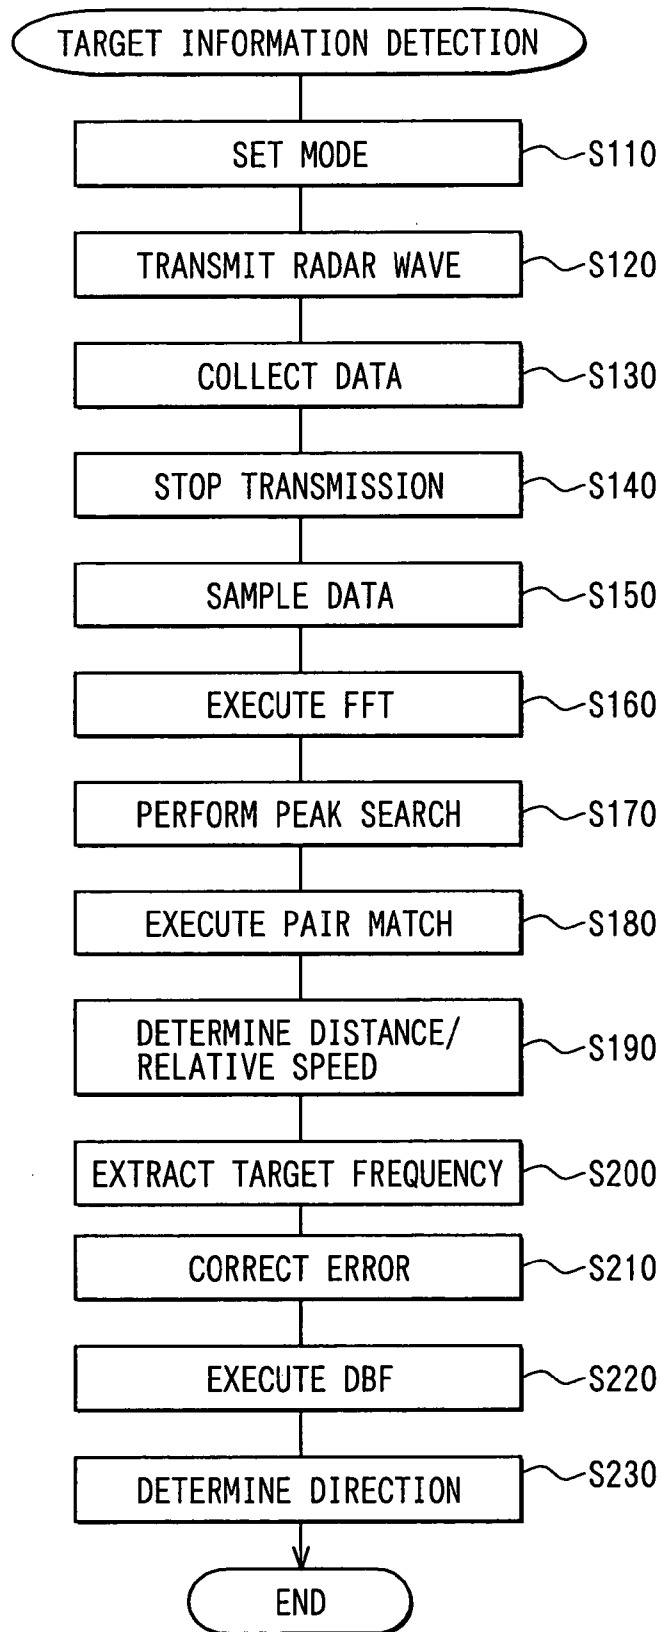 TARGET INFORMATION DETECTION
SET MODE
S110
TRANSMIT RADAR WAVE
S120
COLLECT DATA
S130
STOP TRANSMISSION
S140
SAMPLE DATA
S150
EXECUTE FFT
S160
PERFORM PEAK SEARCH
S170
EXECUTE PAIR MATCH
S180
DETERMINE DISTANCE/
RELATIVE SPEED
S190
EXTRACT TARGET FREQUENCY
S200
CORRECT ERROR
S210
EXECUTE DBF
S220
DETERMINE DIRECTION
S230
END